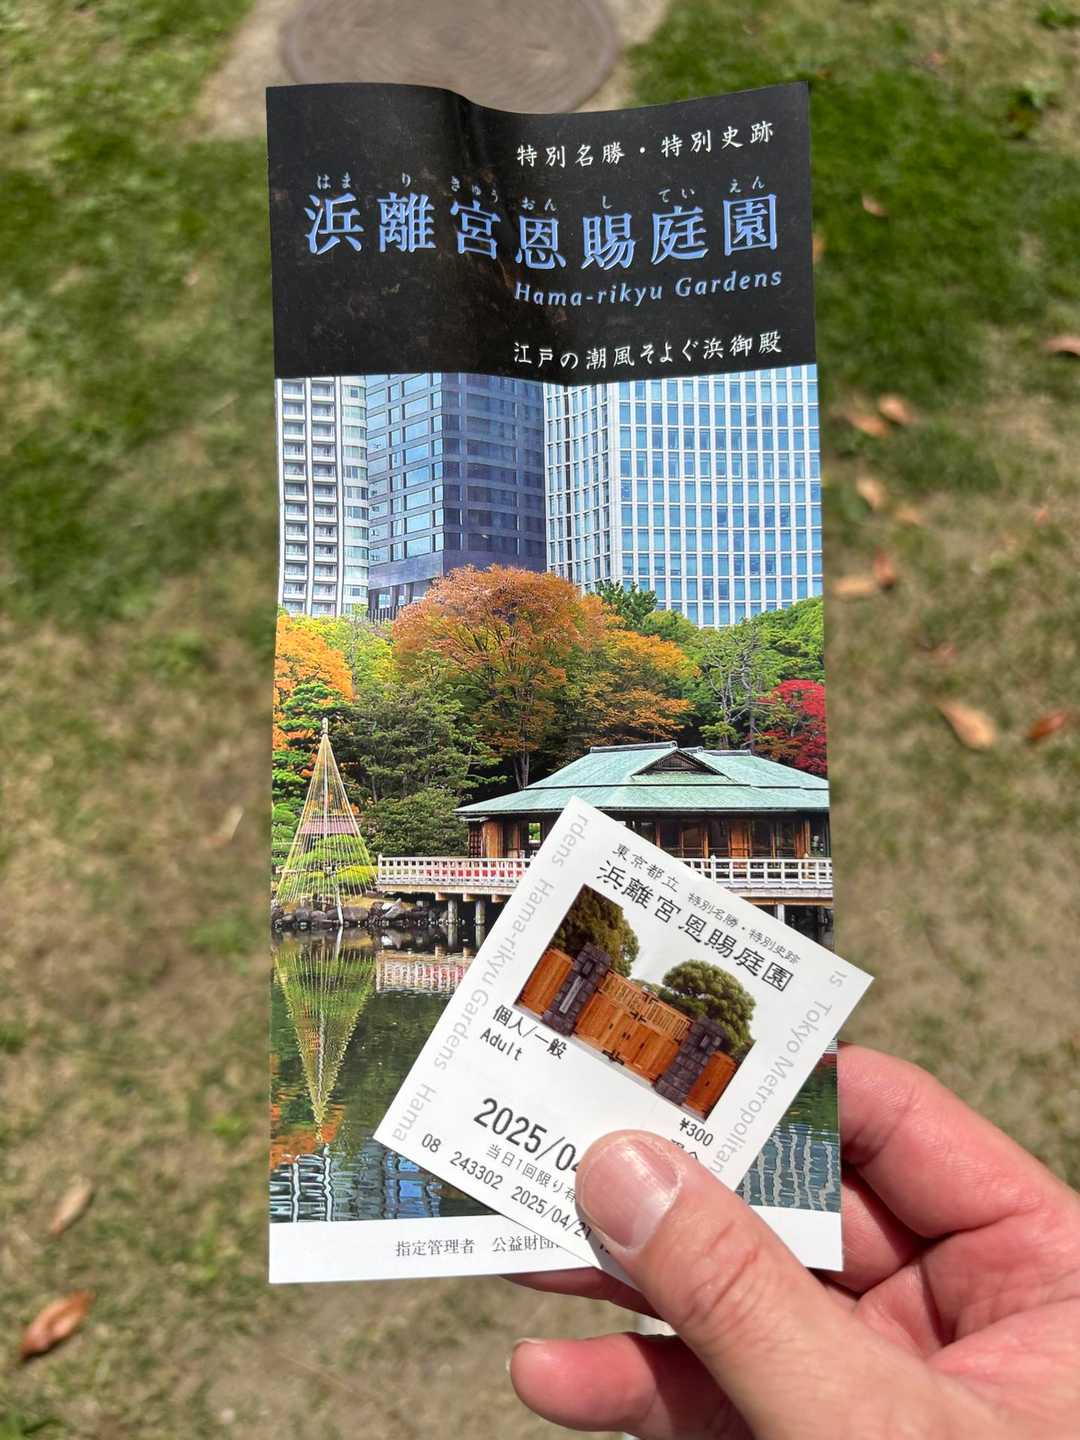 特別名勝・特別史跡
はま り きゅう おん し てい えん
浜離宮恩賜庭園
Hama-rikyu Gardens
江戸の潮風そよぐ浜御殿
東京都立 特別名勝・特別史跡
浜離宮恩賜庭園
rdens Hama-rikyu Gardens Hama
Tokyo Metropolitan
個人/一般
Adult
¥300
2025/04
当日1回限り有
08 243302 2025/04/21
指定管理者 公益財団